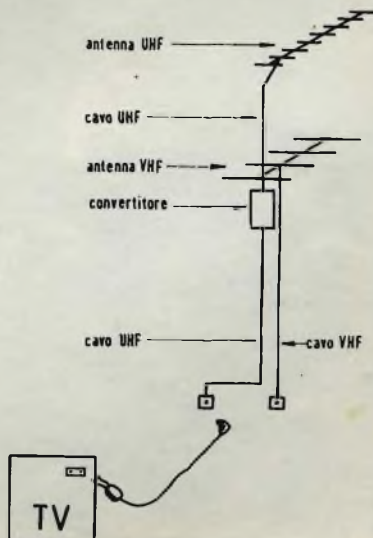 antenna UHF
cavo UHF
antenna VHF
convertitore
cavo UHF
cavo VHF
TV